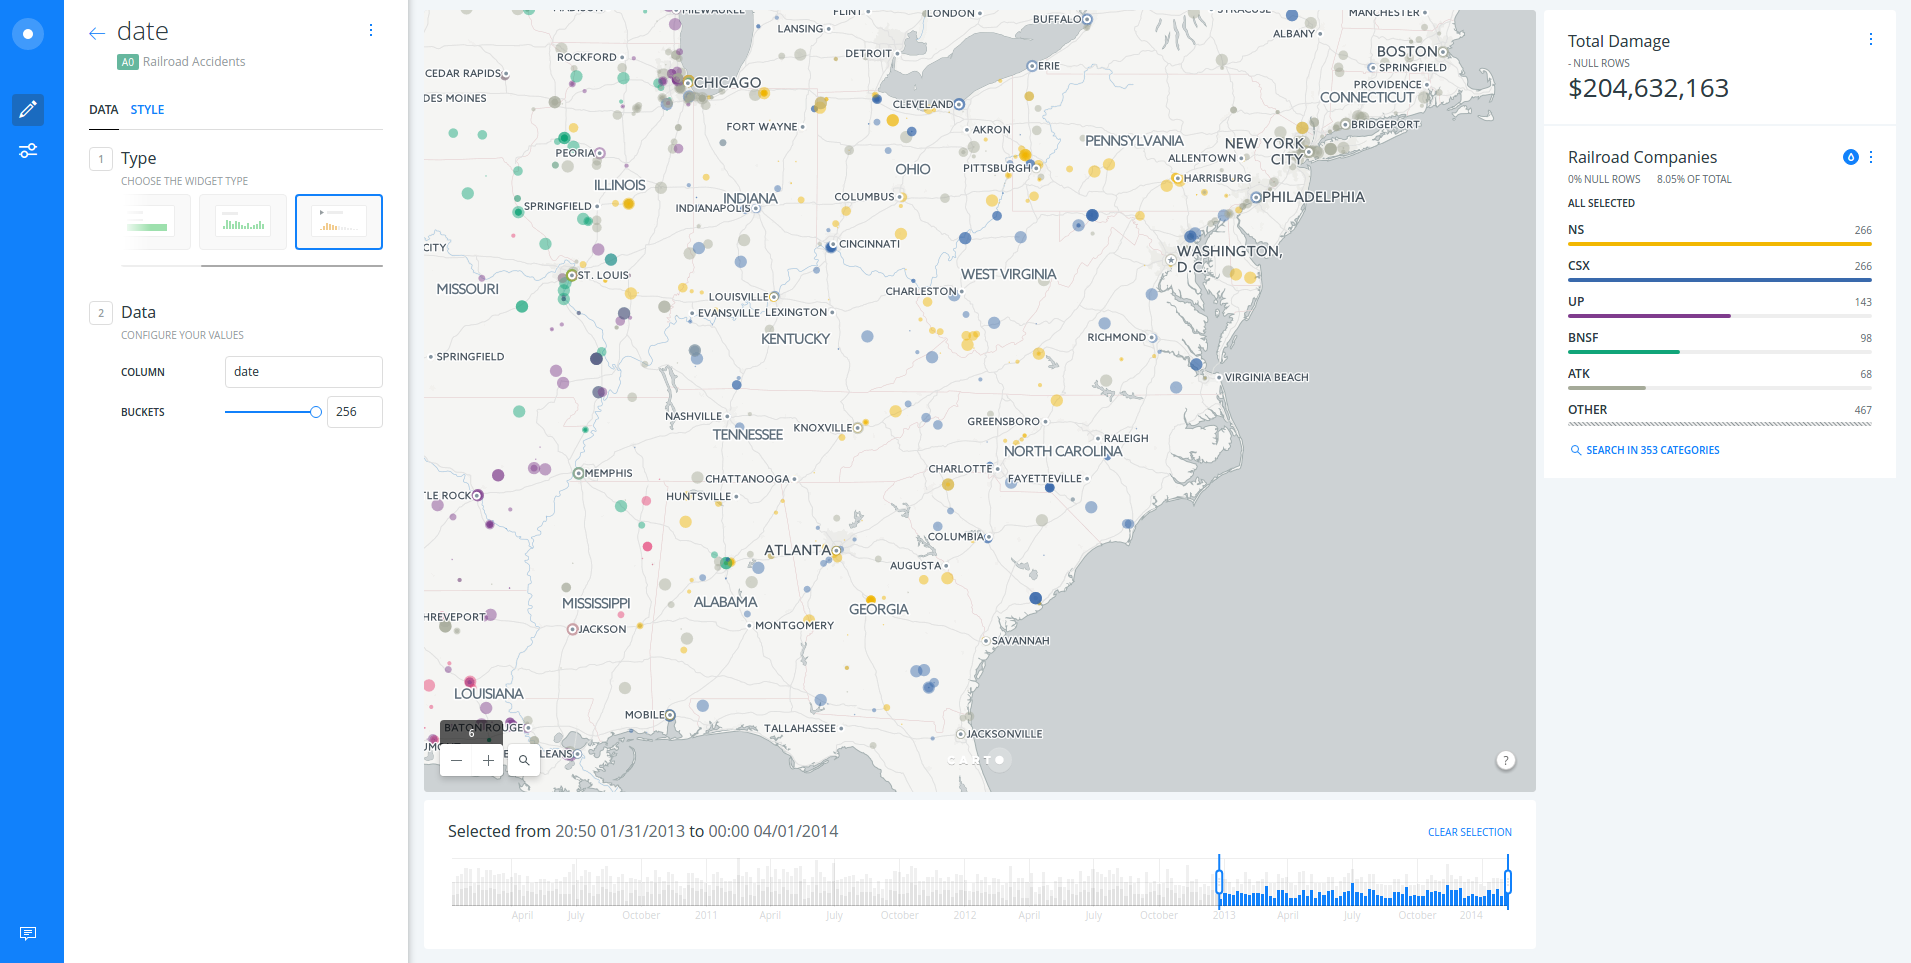 date
A0 Railroad Accidents
DATA STYLE
1 Type
CHOOSE THE WIDGET TYPE
2 Data
CONFIGURE YOUR VALUES
COLUMN date
BUCKETS 256
MILWAUKEE
FLINT
LONDON
BUFFALO
SYRACUSE
MANCHESTER
LANSING
ALBANY
ROCKFORD
DETROIT
BOSTON
CEDAR RAPIDS
ERIE
SPRINGFIELD
CHICAGO
PROVIDENCE
DES MOINES
CLEVELAND
CONNECTICUT
FORT WAYNE
AKRON
BRIDGEPORT
PENNSYLVANIA
NEW YORK
CITY
PEORIA
ALLENTOWN
OHIO
PITTSBURGH
HARRISBURG
ILLINOIS
INDIANA
COLUMBUS
PHILADELPHIA
SPRINGFIELD
INDIANAPOLIS
CITY
CINCINNATI
WASHINGTON,
D.C.
ST. LOUIS
WEST VIRGINIA
MISSOURI
LOUISVILLE
CHARLESTON
EVANSVILLE
LEXINGTON
KENTUCKY
RICHMOND
SPRINGFIELD
VIRGINIA BEACH
NASHVILLE
KNOXVILLE
GREENSBORO
TENNESSEE
RALEIGH
NORTH CAROLINA
MEMPHIS
CHATTANOOGA
CHARLOTTE
FAYETTEVILLE
LE ROCK
HUNTSVILLE
COLUMBIA
ATLANTA
AUGUSTA
MISSISSIPPI
ALABAMA
GEORGIA
HREVEPORT
JACKSON
MONTGOMERY
SAVANNAH
LOUISIANA
MOBILE
BATON ROUGE
TALLAHASSEE
JACKSONVILLE
LEANS
6
CARTO
?
Selected from 20:50 01/31/2013 to 00:00 04/01/2014
CLEAR SELECTION
April July October 2011 April July October 2012 April July October 2013 April July October 2014
Total Damage
- NULL ROWS
$204,632,163
Railroad Companies
0% NULL ROWS 8.05% OF TOTAL
ALL SELECTED
NS 266
CSX 266
UP 143
BNSF 98
ATK 68
OTHER 467
SEARCH IN 353 CATEGORIES